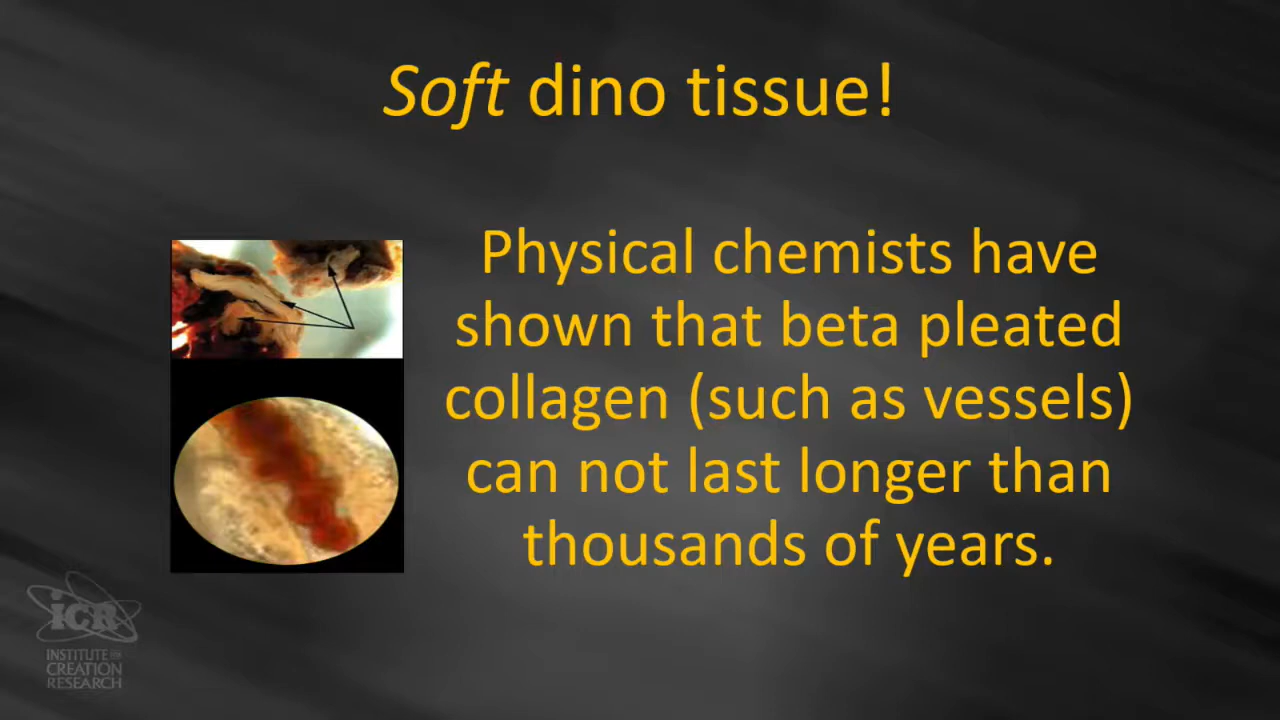 Soft dino tissue!
Physical chemists have
shown that beta pleated
collagen (such as vessels)
can not last longer than
thousands of years.
iCR
INSTITUTE FOR
CREATION
RESEARCH